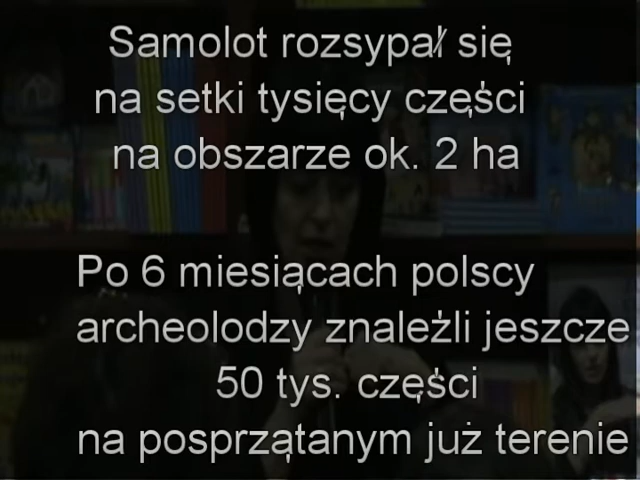 Samolot rozsypał się
na setki tysięcy części
na obszarze ok. 2 ha
Po 6 miesiącach polscy
archeolodzy znaleźli jeszcze
50 tys. części
na posprzątanym już terenie